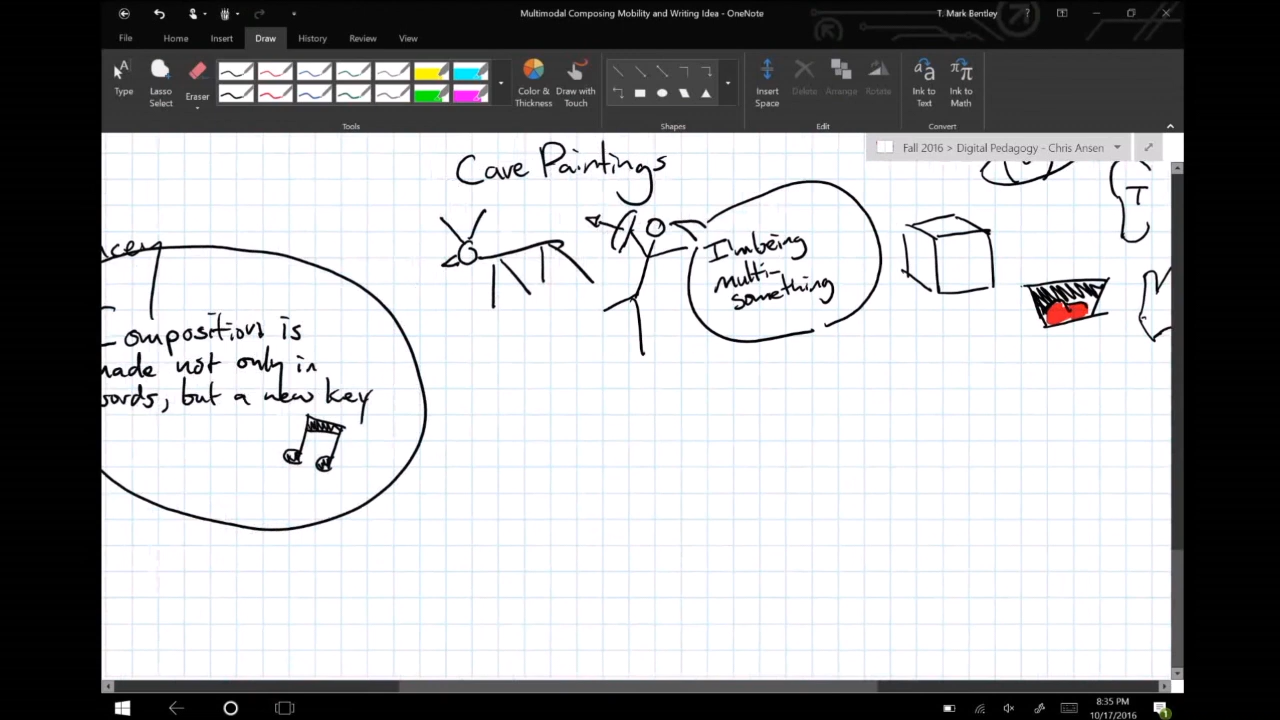 Multimodal Composing Mobility and Writing Idea - OneNote
T. Mark Bentley
?
File
Home
Insert
Draw
History
Review
View
Type
Lasso
Select
Eraser
Color &
Thickness
Draw with
Touch
Insert
Space
Delete
Arrange
Rotate
Ink to
Text
Ink to
Math
Tools
Shapes
Edit
Convert
Fall 2016 > Digital Pedagogy - Chris Ansen
Cave Paintings
T
I'm being
multi-
something
Composition is
made not only in
words, but a new key
8:35 PM
10/17/2016
1